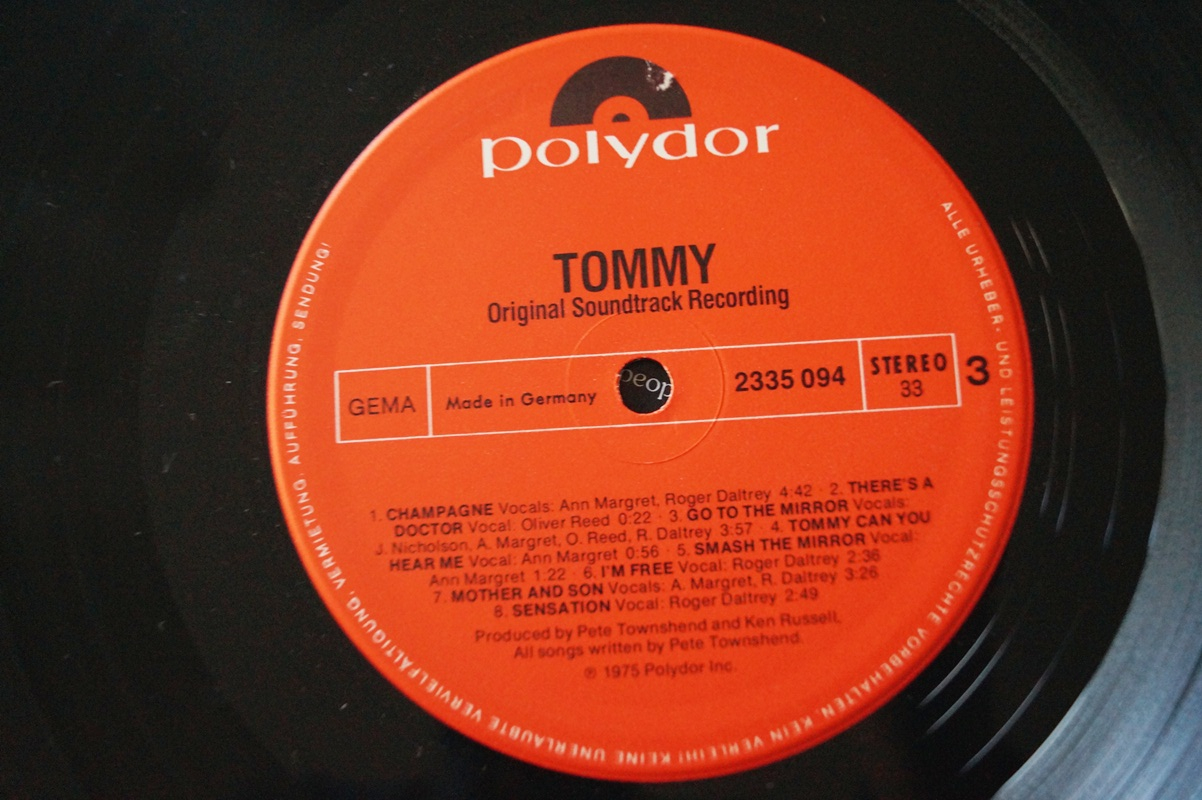 polydor
TOMMY
Original Soundtrack Recording
GEMA
Made in Germany
2335 094
STEREO
33
3
1. CHAMPAGNE Vocals: Ann Margret, Roger Daltrey 4:42 · 2. THERE'S A
DOCTOR Vocal: Oliver Reed 0:22 · 3. GO TO THE MIRROR Vocals:
J. Nicholson, A. Margret, O. Reed, R. Daltrey 3:57 · 4. TOMMY CAN YOU
HEAR ME Vocal: Ann Margret 0:56 · 5. SMASH THE MIRROR Vocal:
Ann Margret 1:22 · 6. I'M FREE Vocal: Roger Daltrey 2:36
7. MOTHER AND SON Vocals: A. Margret, R. Daltrey 3:26
8. SENSATION Vocal: Roger Daltrey 2:49
Produced by Pete Townshend and Ken Russell.
All songs written by Pete Townshend.
℗ 1975 Polydor Inc.
ALLE URHEBER- UND LEISTUNGSSCHUTZRECHTE VORBEHALTEN. KEIN VERLEIH! KEINE UNERLAUBTE VERVIELFÄLTIGUNG, VERMIETUNG, AUFFÜHRUNG, SENDUNG!